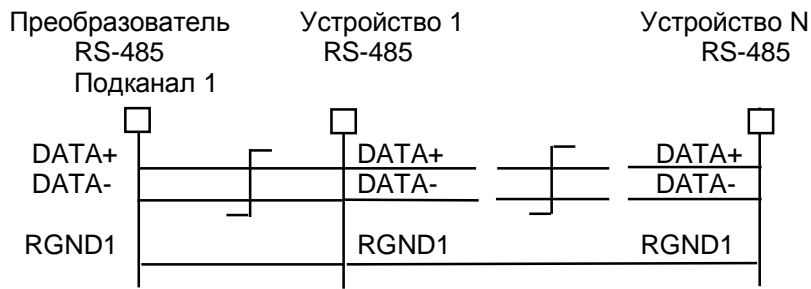 Преобразователь Устройство 1 Устройство N
RS-485 RS-485 RS-485
Подканал 1
DATA+ DATA+ DATA+
DATA- DATA- DATA-
RGND1 RGND1 RGND1